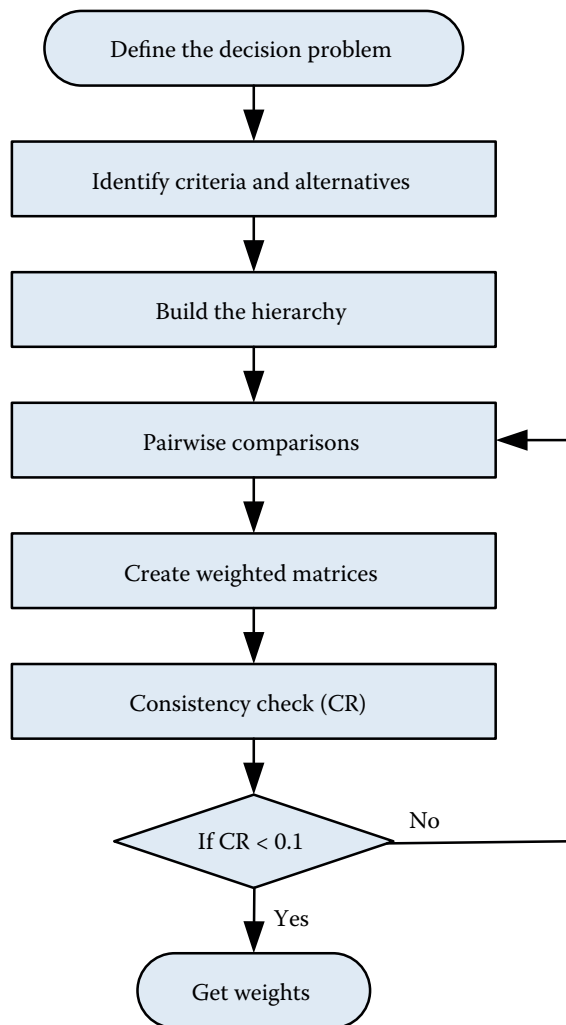 Define the decision problem
Identify criteria and alternatives
Build the hierarchy
Pairwise comparisons
Create weighted matrices
Consistency check (CR)
If CR < 0.1
No
Yes
Get weights